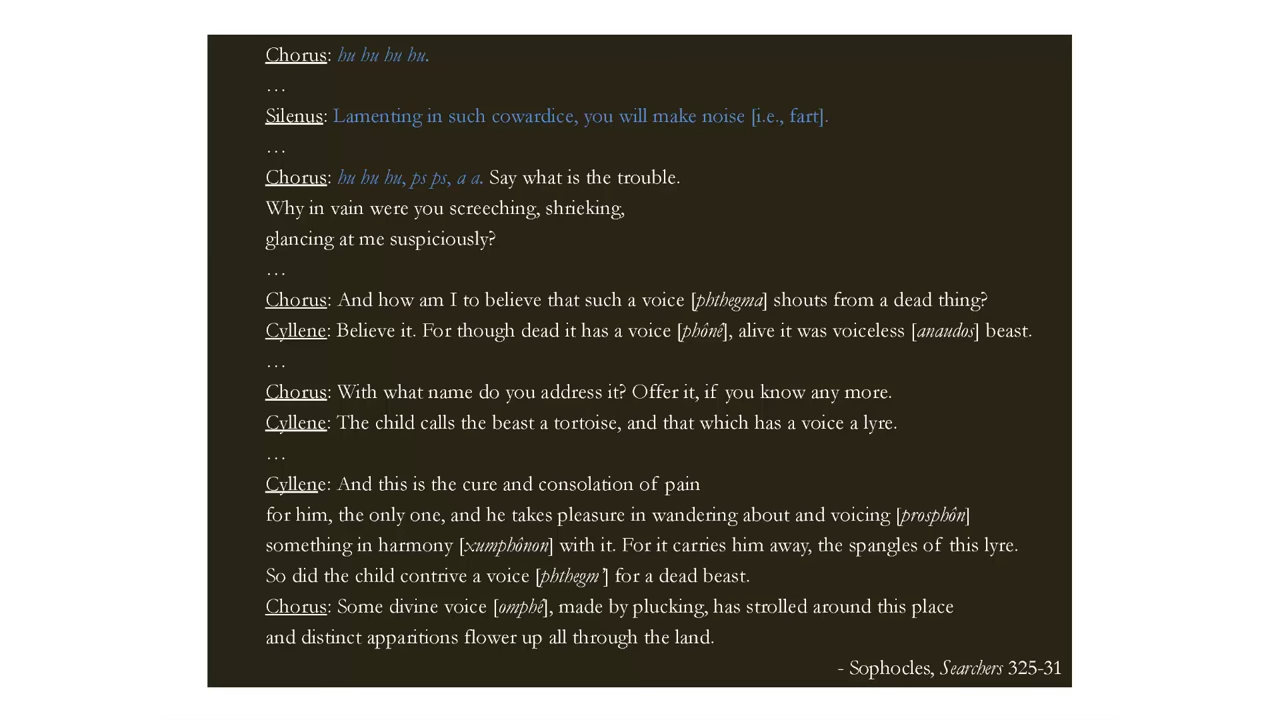 Chorus: hu hu hu hu.
…
Silenus: Lamenting in such cowardice, you will make noise [i.e., fart].
…
Chorus: hu hu hu, ps ps, a a. Say what is the trouble.
Why in vain were you screeching, shrieking,
glancing at me suspiciously?
…
Chorus: And how am I to believe that such a voice [phthegma] shouts from a dead thing?
Cyllene: Believe it. For though dead it has a voice [phônê], alive it was voiceless [anaudos] beast.
…
Chorus: With what name do you address it? Offer it, if you know any more.
Cyllene: The child calls the beast a tortoise, and that which has a voice a lyre.
…
Cyllene: And this is the cure and consolation of pain
for him, the only one, and he takes pleasure in wandering about and voicing [prosphôn]
something in harmony [xumphônon] with it. For it carries him away, the spangles of this lyre.
So did the child contrive a voice [phthegm’] for a dead beast.
Chorus: Some divine voice [omphê], made by plucking, has strolled around this place
and distinct apparitions flower up all through the land.
- Sophocles, Searchers 325-31